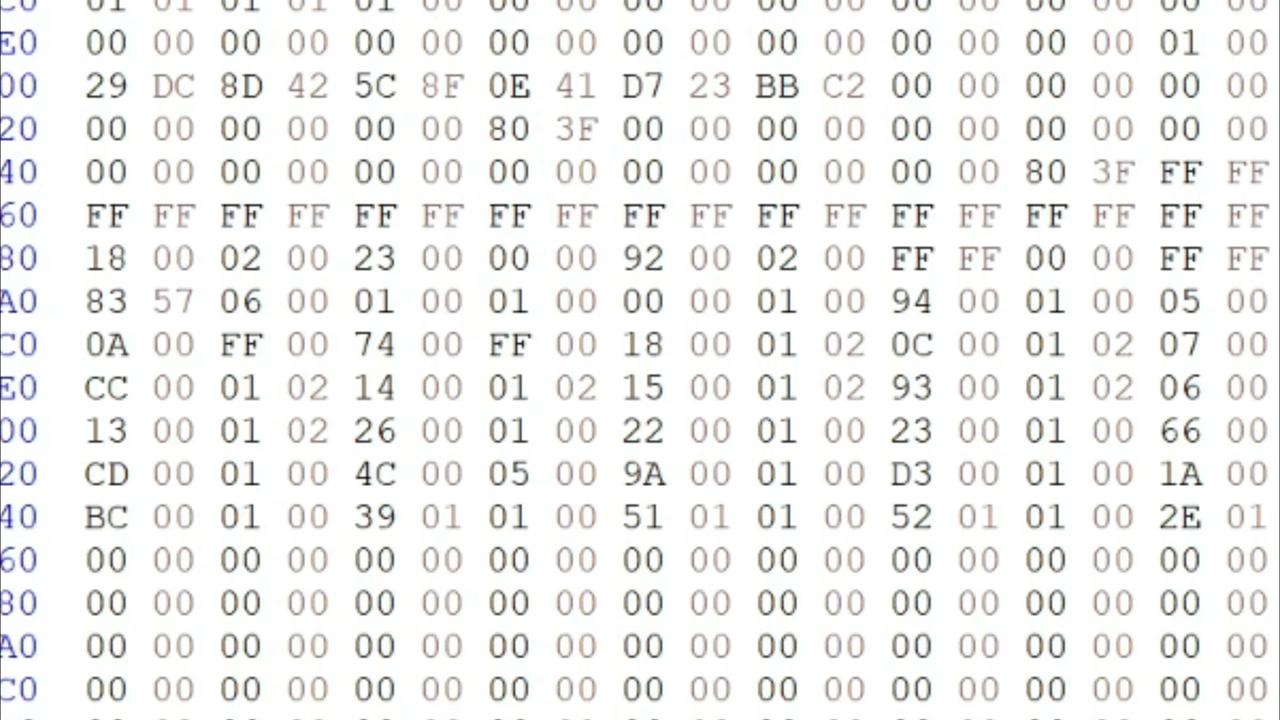 E0 00 00 00 00 00 00 00 00 00 00 00 00 00 00 00 00 01 00
00 29 DC 8D 42 5C 8F 0E 41 D7 23 BB C2 00 00 00 00 00 00
20 00 00 00 00 00 00 80 3F 00 00 00 00 00 00 00 00 00 00
40 00 00 00 00 00 00 00 00 00 00 00 00 00 00 80 3F FF FF
60 FF FF FF FF FF FF FF FF FF FF FF FF FF FF FF FF FF FF
80 18 00 02 00 23 00 00 00 92 00 02 00 FF FF 00 00 FF FF
A0 83 57 06 00 01 00 01 00 00 00 01 00 94 00 01 00 05 00
C0 0A 00 FF 00 74 00 FF 00 18 00 01 02 0C 00 01 02 07 00
E0 CC 00 01 02 14 00 01 02 15 00 01 02 93 00 01 02 06 00
00 13 00 01 02 26 00 01 00 22 00 01 00 23 00 01 00 66 00
20 CD 00 01 00 4C 00 05 00 9A 00 01 00 D3 00 01 00 1A 00
40 BC 00 01 00 39 01 01 00 51 01 01 00 52 01 01 00 2E 01
60 00 00 00 00 00 00 00 00 00 00 00 00 00 00 00 00 00 00
80 00 00 00 00 00 00 00 00 00 00 00 00 00 00 00 00 00 00
A0 00 00 00 00 00 00 00 00 00 00 00 00 00 00 00 00 00 00
C0 00 00 00 00 00 00 00 00 00 00 00 00 00 00 00 00 00 00